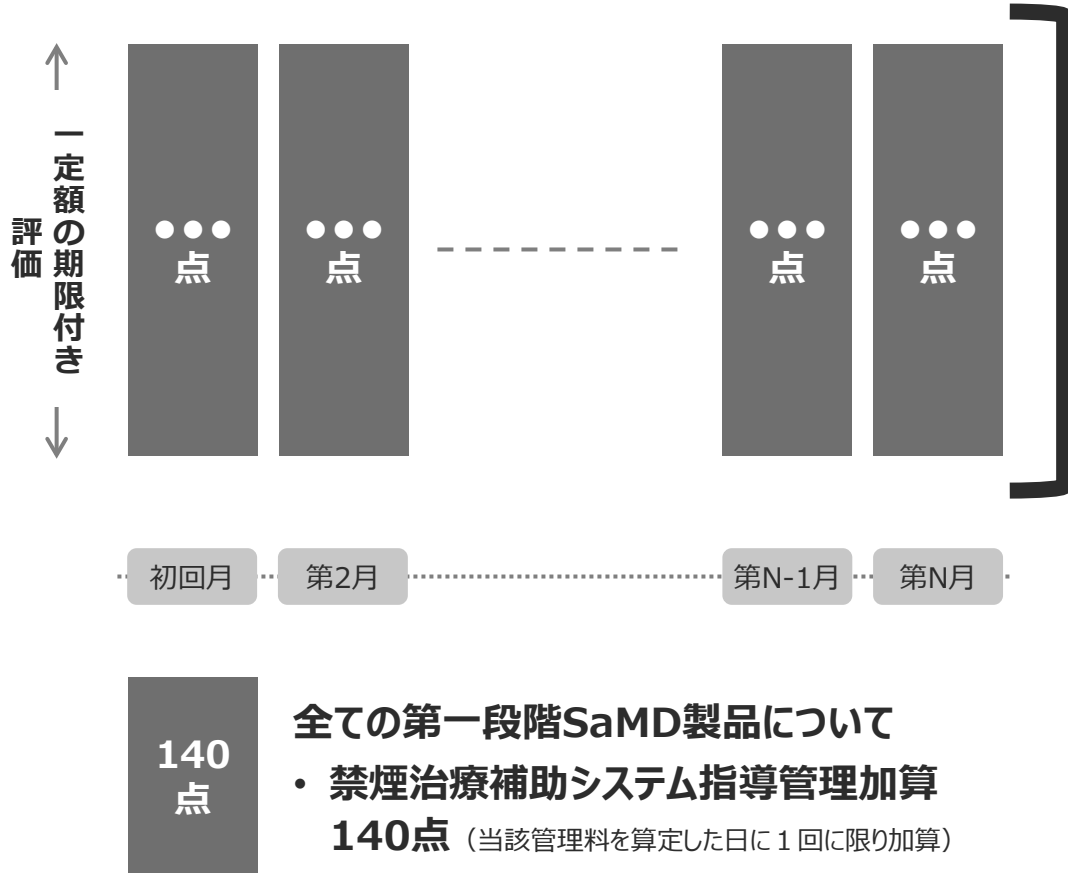 一定額の期限付き
評価
●●●
点
●●●
点
●●●
点
●●●
点
初回月
第2月
第N-1月
第N月
140
点
全ての第一段階SaMD製品について
• 禁煙治療補助システム指導管理加算
140点（当該管理料を算定した日に１回に限り加算）